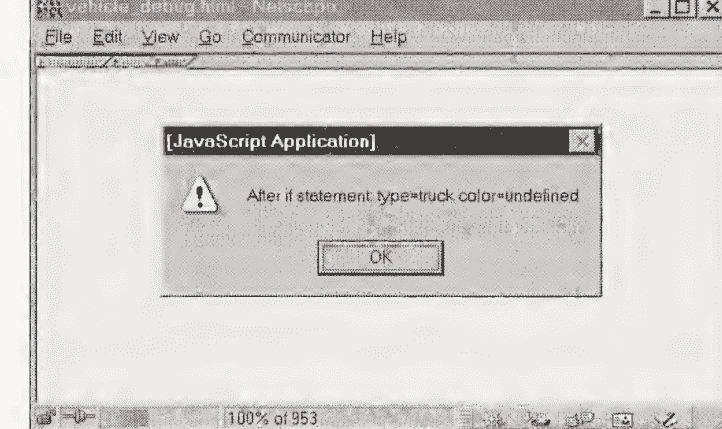 vehicle_debug.html - Netscape
File Edit View Go Communicator Help
[JavaScript Application]
After if statement: type=truck color=undefined
OK
100% of 953